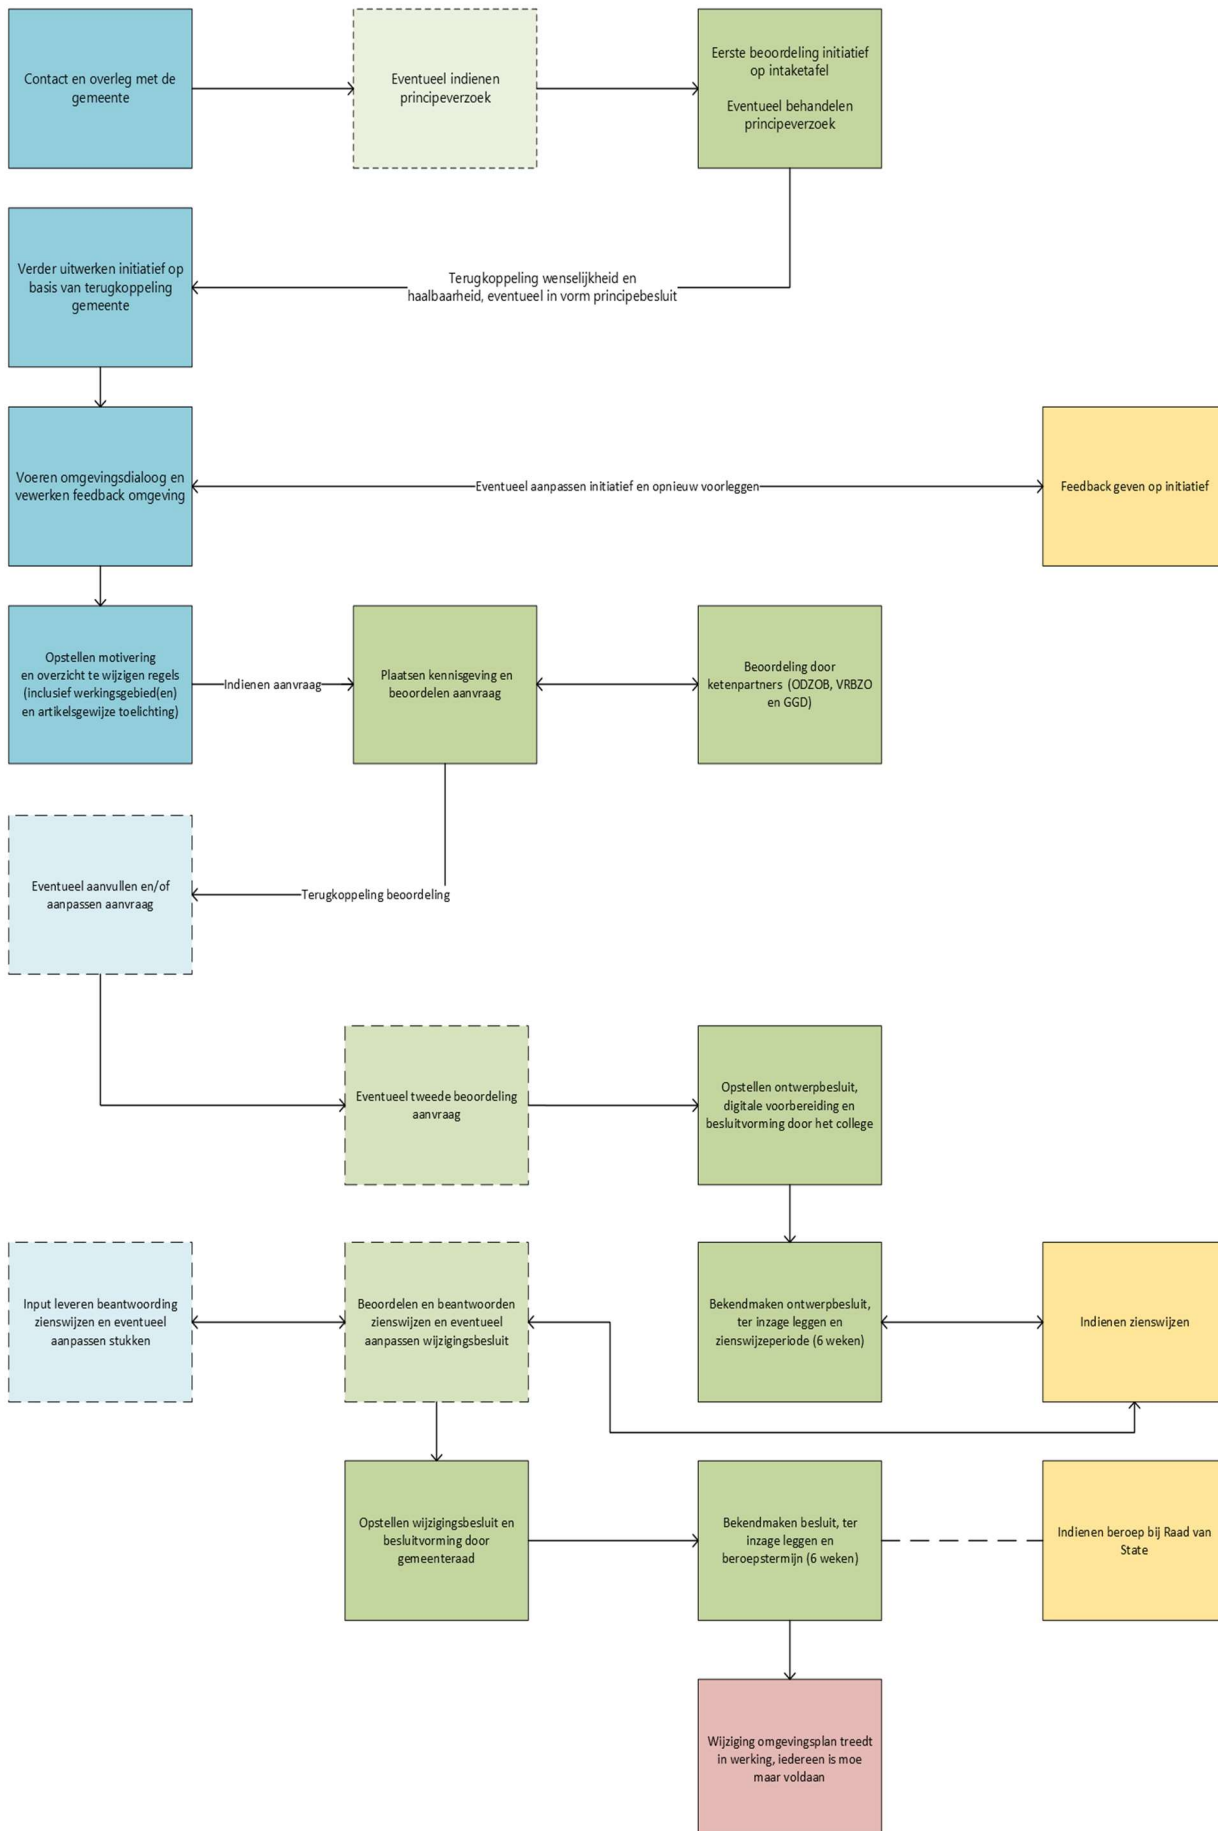 Contact en overleg met de
gemeente
Eventueel indienen
principeverzoek
Eerste beoordeling initiatief
op intaketafel
Eventueel behandelen
principeverzoek
Verder uitwerken initiatief op
basis van terugkoppeling
gemeente
Terugkoppeling wenselijkheid en
haalbaarheid, eventueel in vorm principebesluit
Voeren omgevingsdialoog en
vewerken feedback omgeving
Eventueel aanpassen initiatief en opnieuw voorleggen
Feedback geven op initiatief
Opstellen motivering
en overzicht te wijzigen regels
(inclusief werkingsgebied(en)
en artikelsgewijze toelichting)
Indienen aanvraag
Plaatsen kennisgeving en
beoordelen aanvraag
Beoordeling door
ketenpartners (ODZOB, VRBZO
en GGD)
Eventueel aanvullen en/of
aanpassen aanvraag
Terugkoppeling beoordeling
Eventueel tweede beoordeling
aanvraag
Opstellen ontwerpbesluit,
digitale voorbereiding en
besluitvorming door het college
Input leveren beantwoording
zienswijzen en eventueel
aanpassen stukken
Beoordelen en beantwoorden
zienswijzen en eventueel
aanpassen wijzigingsbesluit
Bekendmaken ontwerpbesluit,
ter inzage leggen en
zienswijzeperiode (6 weken)
Indienen zienswijzen
Opstellen wijzigingsbesluit en
besluitvorming door
gemeenteraad
Bekendmaken besluit, ter
inzage leggen en
beroepstermijn (6 weken)
Indienen beroep bij Raad van
State
Wijziging omgevingsplan treedt
in werking, iedereen is moe
maar voldaan